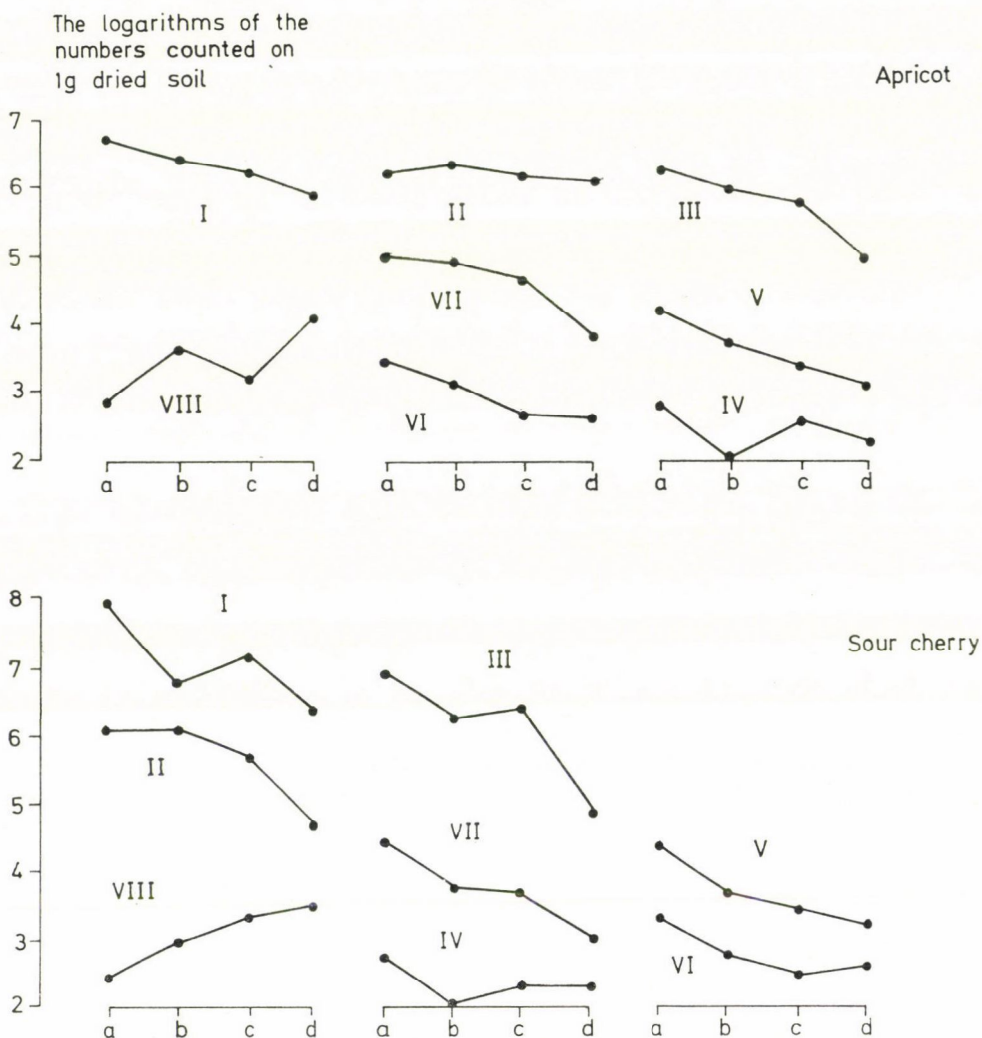 The logarithms of the
numbers counted on
1g dried soil
Apricot
7
6
5
4
3
2
I
II
III
VII
V
VIII
VI
IV
a b c d
a b c d
a b c d
8
7
6
5
4
3
2
Sour cherry
I
III
II
VII
V
VIII
IV
VI
a b c d
a b c d
a b c d